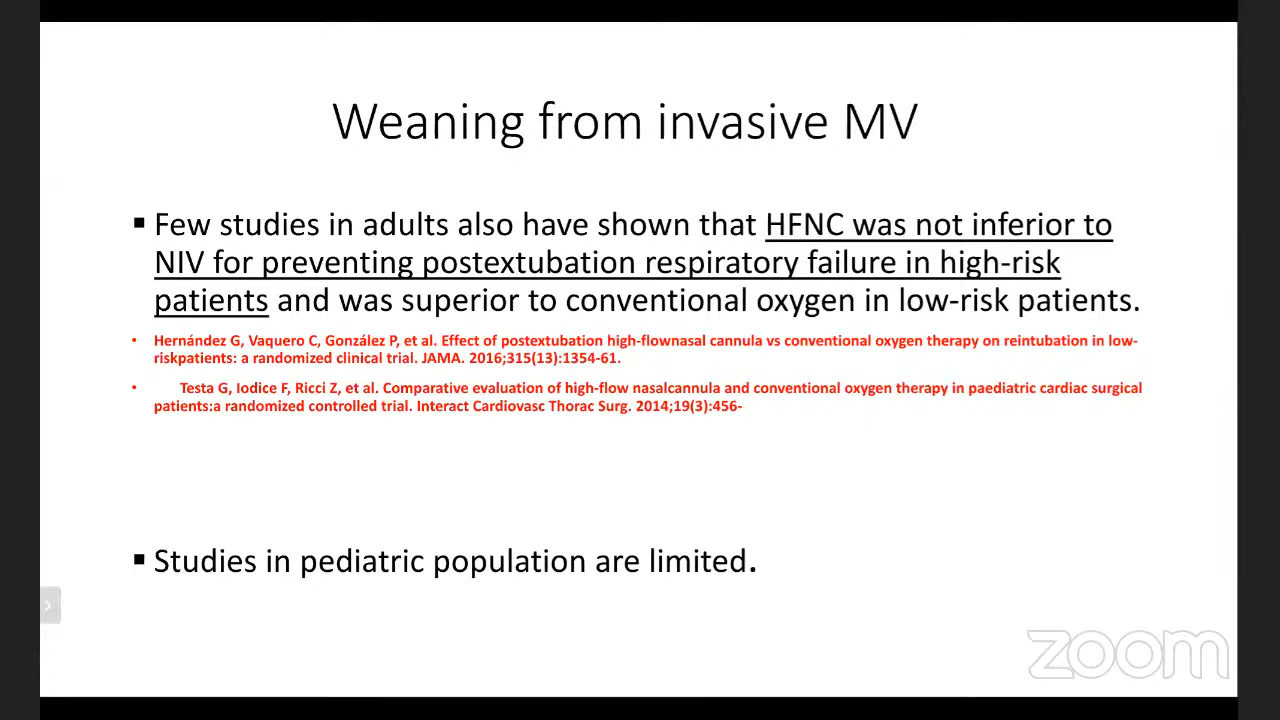 Weaning from invasive MV
▪ Few studies in adults also have shown that HFNC was not inferior to
NIV for preventing postextubation respiratory failure in high-risk
patients and was superior to conventional oxygen in low-risk patients.
• Hernández G, Vaquero C, González P, et al. Effect of postextubation high-flownasal cannula vs conventional oxygen therapy on reintubation in low-
riskpatients: a randomized clinical trial. JAMA. 2016;315(13):1354-61.
• Testa G, Iodice F, Ricci Z, et al. Comparative evaluation of high-flow nasalcannula and conventional oxygen therapy in paediatric cardiac surgical
patients:a randomized controlled trial. Interact Cardiovasc Thorac Surg. 2014;19(3):456-
▪ Studies in pediatric population are limited.
zoom